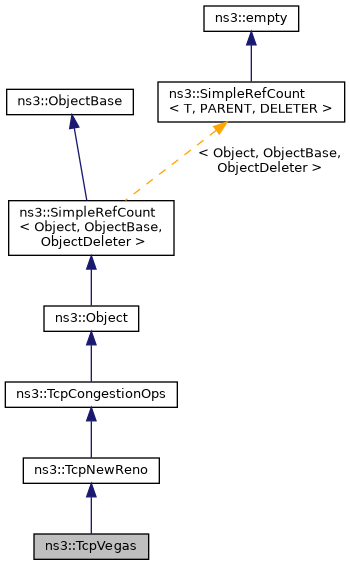 ns3::empty
ns3::ObjectBase
ns3::SimpleRefCount
< T, PARENT, DELETER >
< Object, ObjectBase,
ObjectDeleter >
ns3::SimpleRefCount
< Object, ObjectBase,
ObjectDeleter >
ns3::Object
ns3::TcpCongestionOps
ns3::TcpNewReno
ns3::TcpVegas